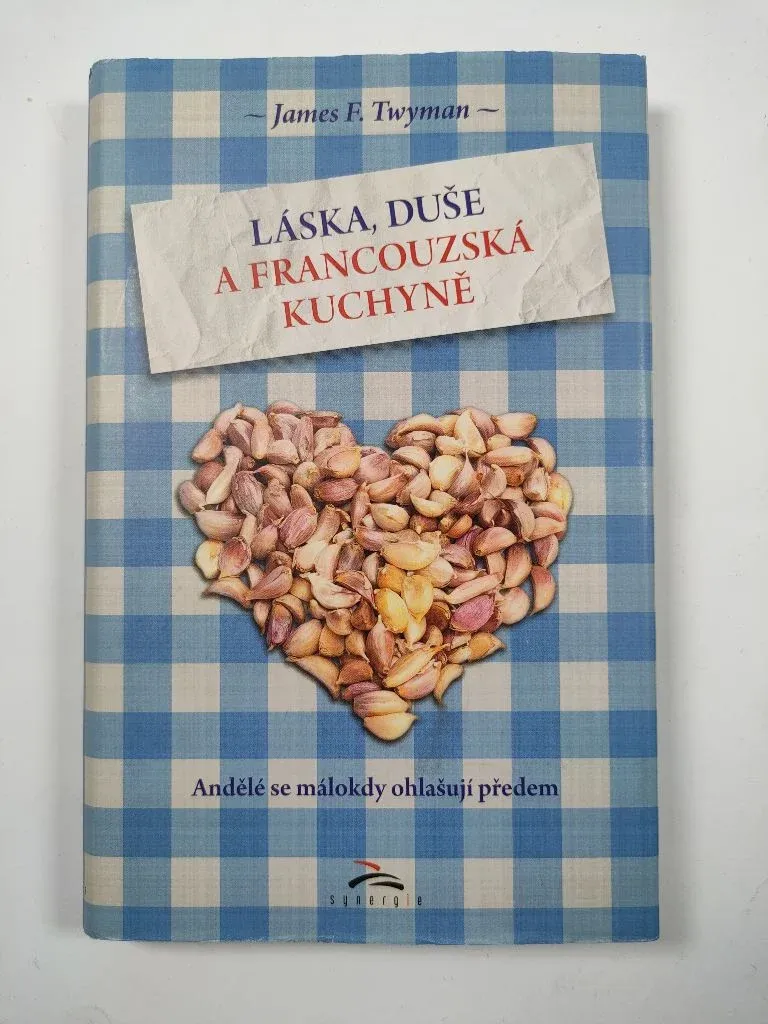 ~ James F. Twyman ~
LÁSKA, DUŠE
A FRANCOUZSKÁ
KUCHYNĚ
Andělé se málokdy ohlašují předem
synergie